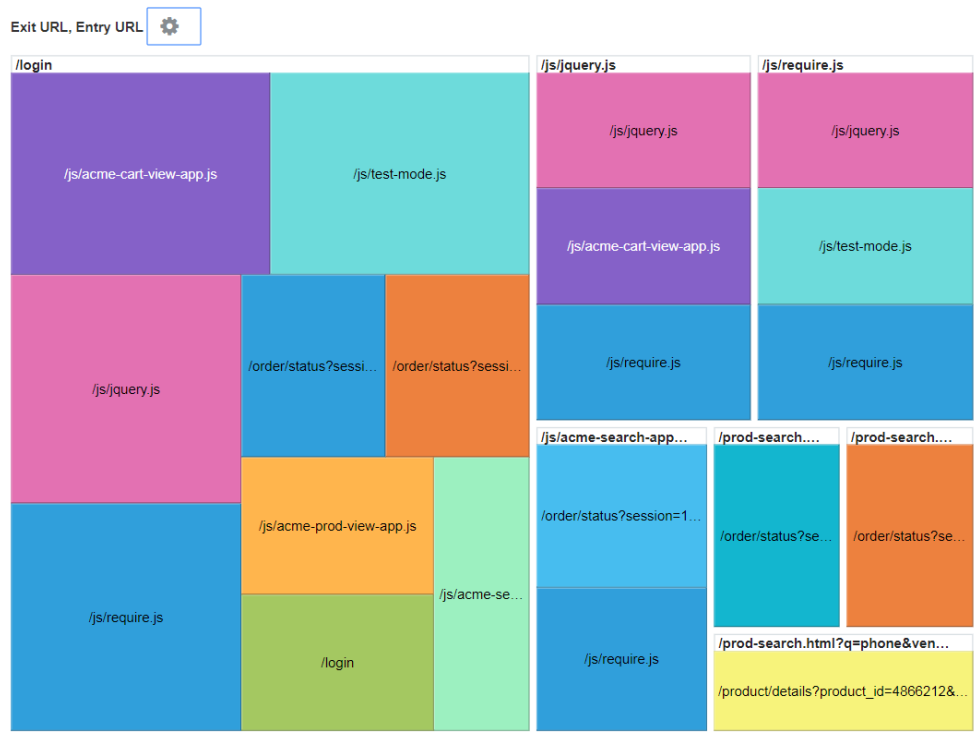 Exit URL, Entry URL
/login
/js/acme-cart-view-app.js
/js/test-mode.js
/js/jquery.js
/order/status?sessi...
/order/status?sessi...
/js/acme-prod-view-app.js
/js/acme-se...
/js/require.js
/login
/js/jquery.js
/js/jquery.js
/js/acme-cart-view-app.js
/js/require.js
/js/require.js
/js/jquery.js
/js/test-mode.js
/js/require.js
/js/acme-search-app...
/order/status?session=1...
/js/require.js
/prod-search....
/order/status?se...
/prod-search....
/order/status?se...
/prod-search.html?q=phone&ven...
/product/details?product_id=4866212&...